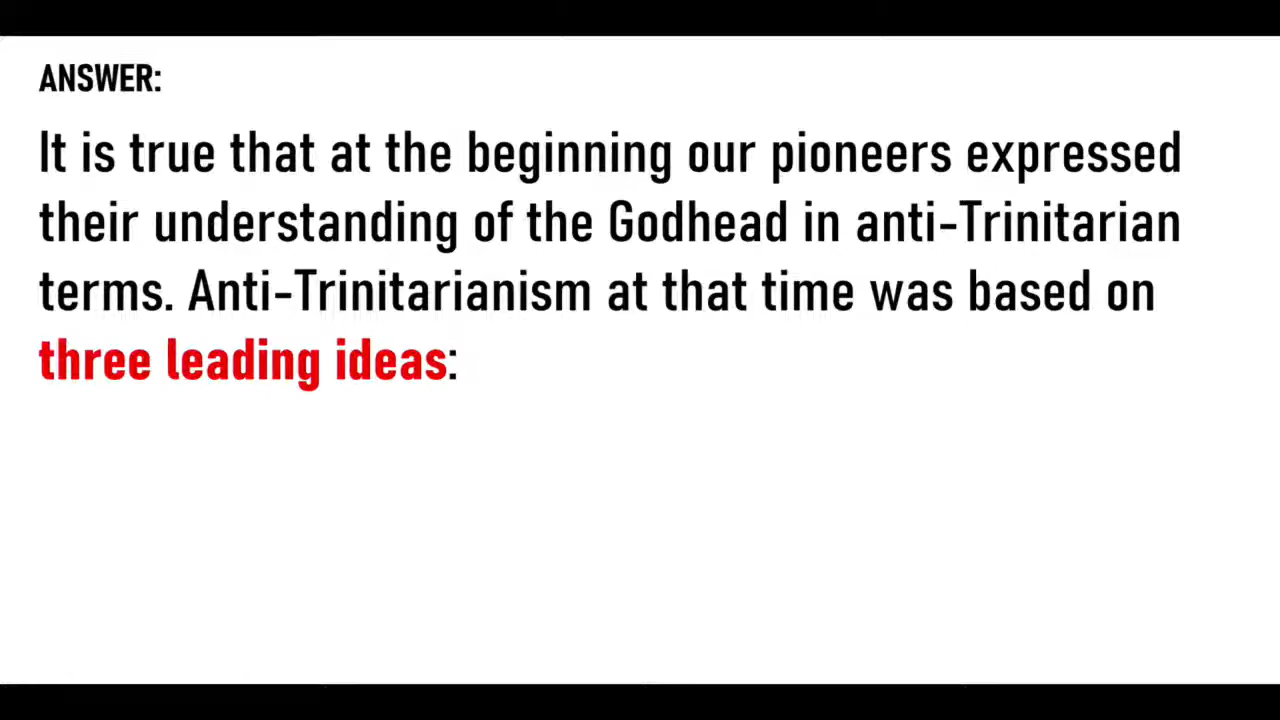 ANSWER:
It is true that at the beginning our pioneers expressed
their understanding of the Godhead in anti-Trinitarian
terms. Anti-Trinitarianism at that time was based on
three leading ideas: